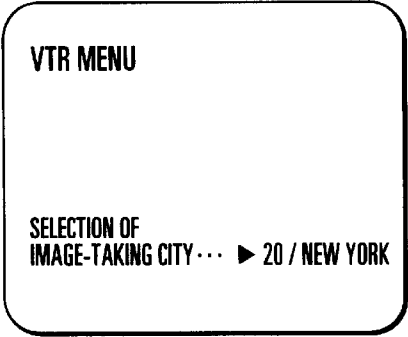 VTR MENU
SELECTION OF
IMAGE-TAKING CITY ··· ▶ 20 / NEW YORK